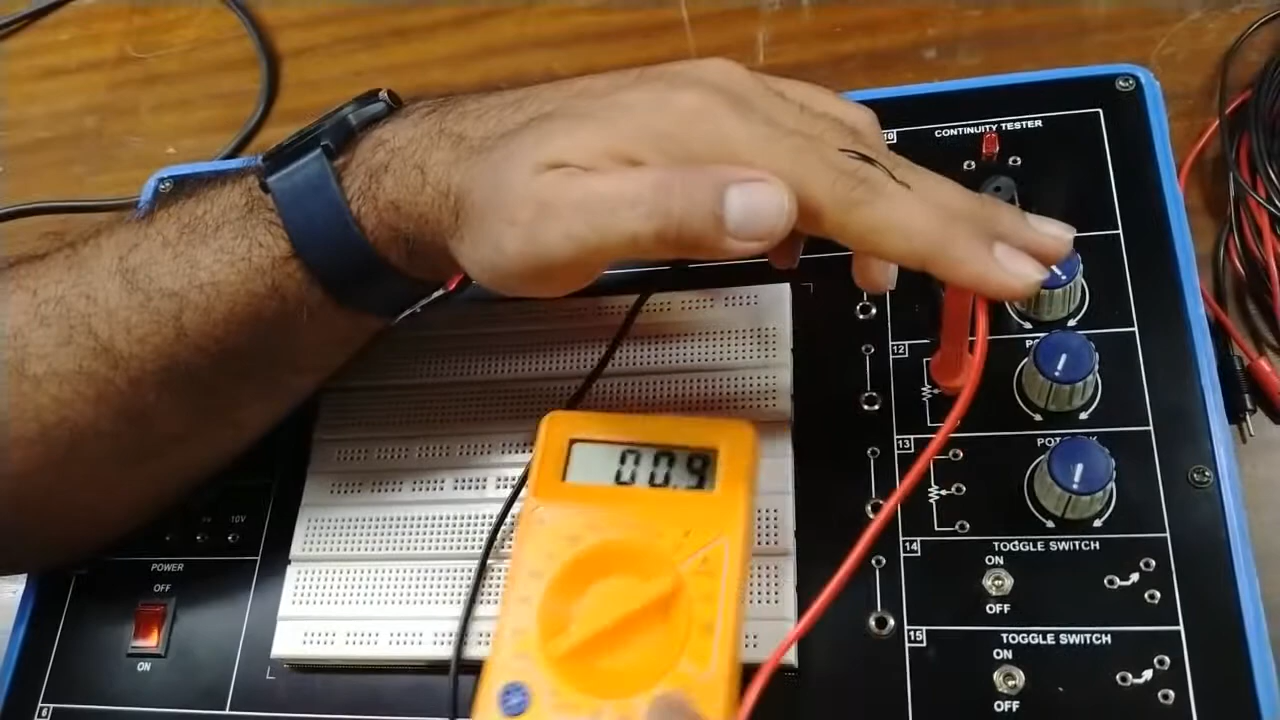 10
CONTINUITY TESTER
00.9
12
13
10V
POWER
OFF
ON
14
TOGGLE SWITCH
ON
OFF
15
TOGGLE SWITCH
ON
OFF
6